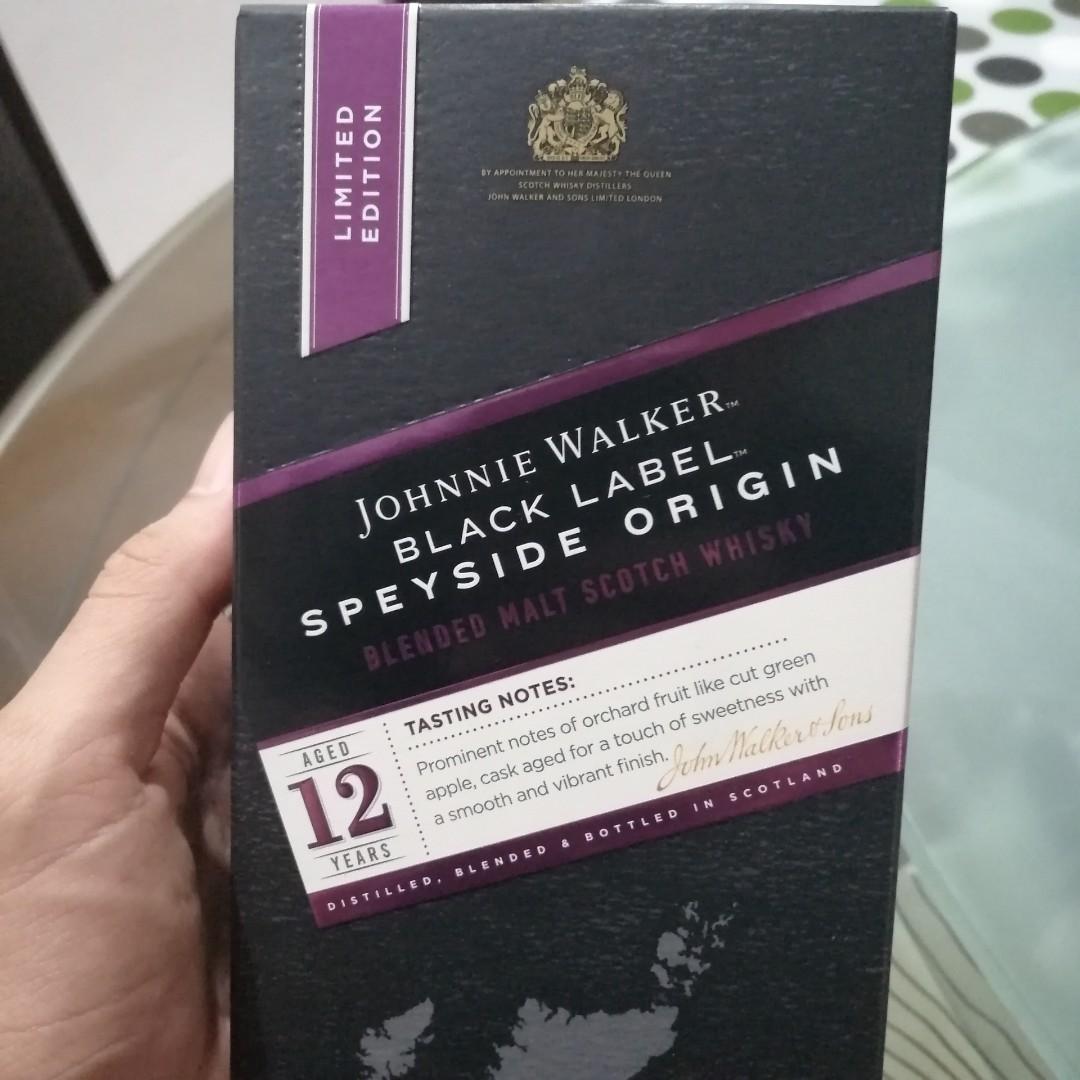 LIMITED
EDITION
BY APPOINTMENT TO HER MAJESTY THE QUEEN
SCOTCH WHISKY DISTILLERS
JOHN WALKER AND SONS LIMITED LONDON
JOHNNIE WALKER™
BLACK LABEL™
SPEYSIDE ORIGIN
BLENDED MALT SCOTCH WHISKY
AGED
12
YEARS
TASTING NOTES:
Prominent notes of orchard fruit like cut green
apple, cask aged for a touch of sweetness with
a smooth and vibrant finish.
John Walker & Sons
DISTILLED, BLENDED & BOTTLED IN SCOTLAND